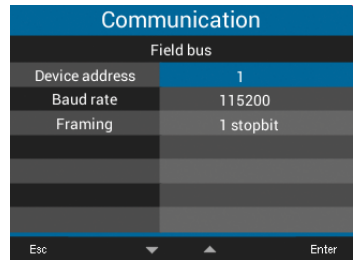 Communication
Field bus
Device address 1
Baud rate 115200
Framing 1 stopbit
Esc Enter